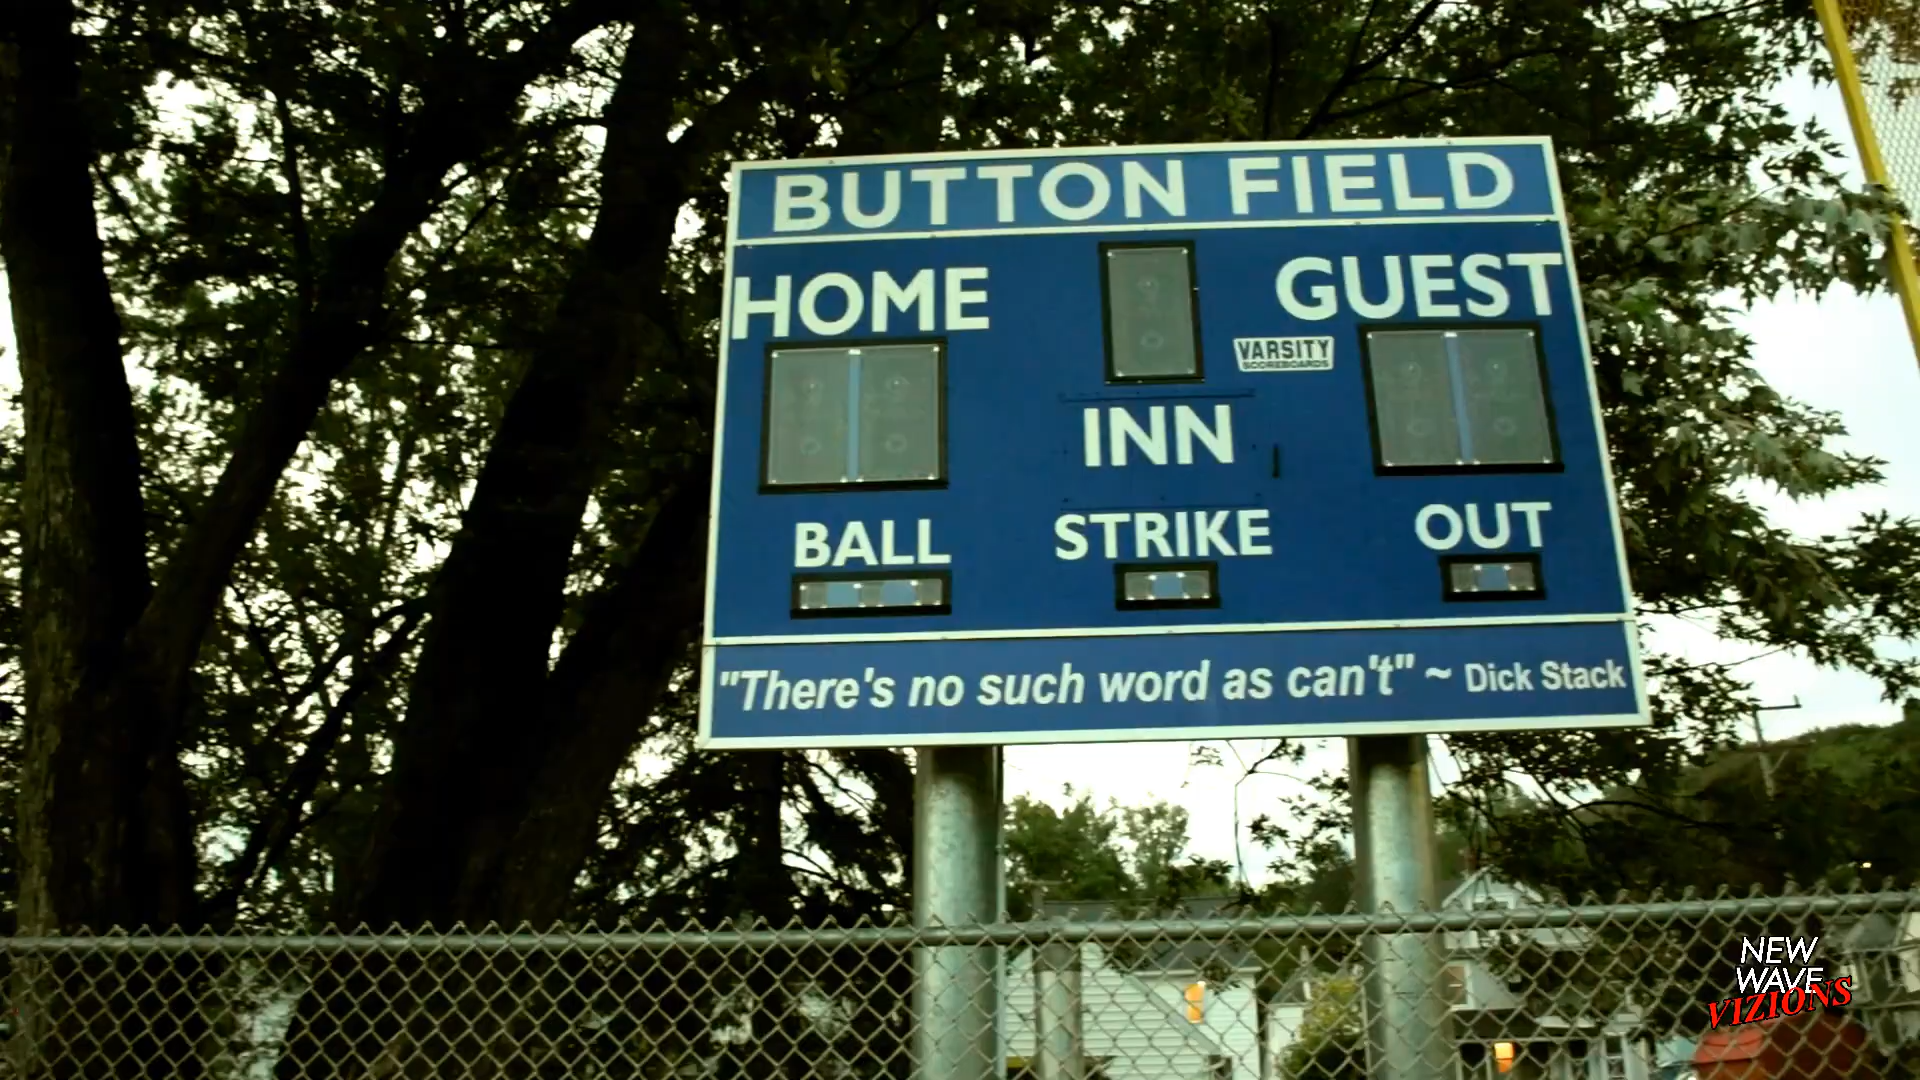 BUTTON FIELD
HOME
GUEST
VARSITY
SCOREBOARDS
INN
BALL
STRIKE
OUT
"There's no such word as can't" ~ Dick Stack
NEW
WAVE
VIZIONS